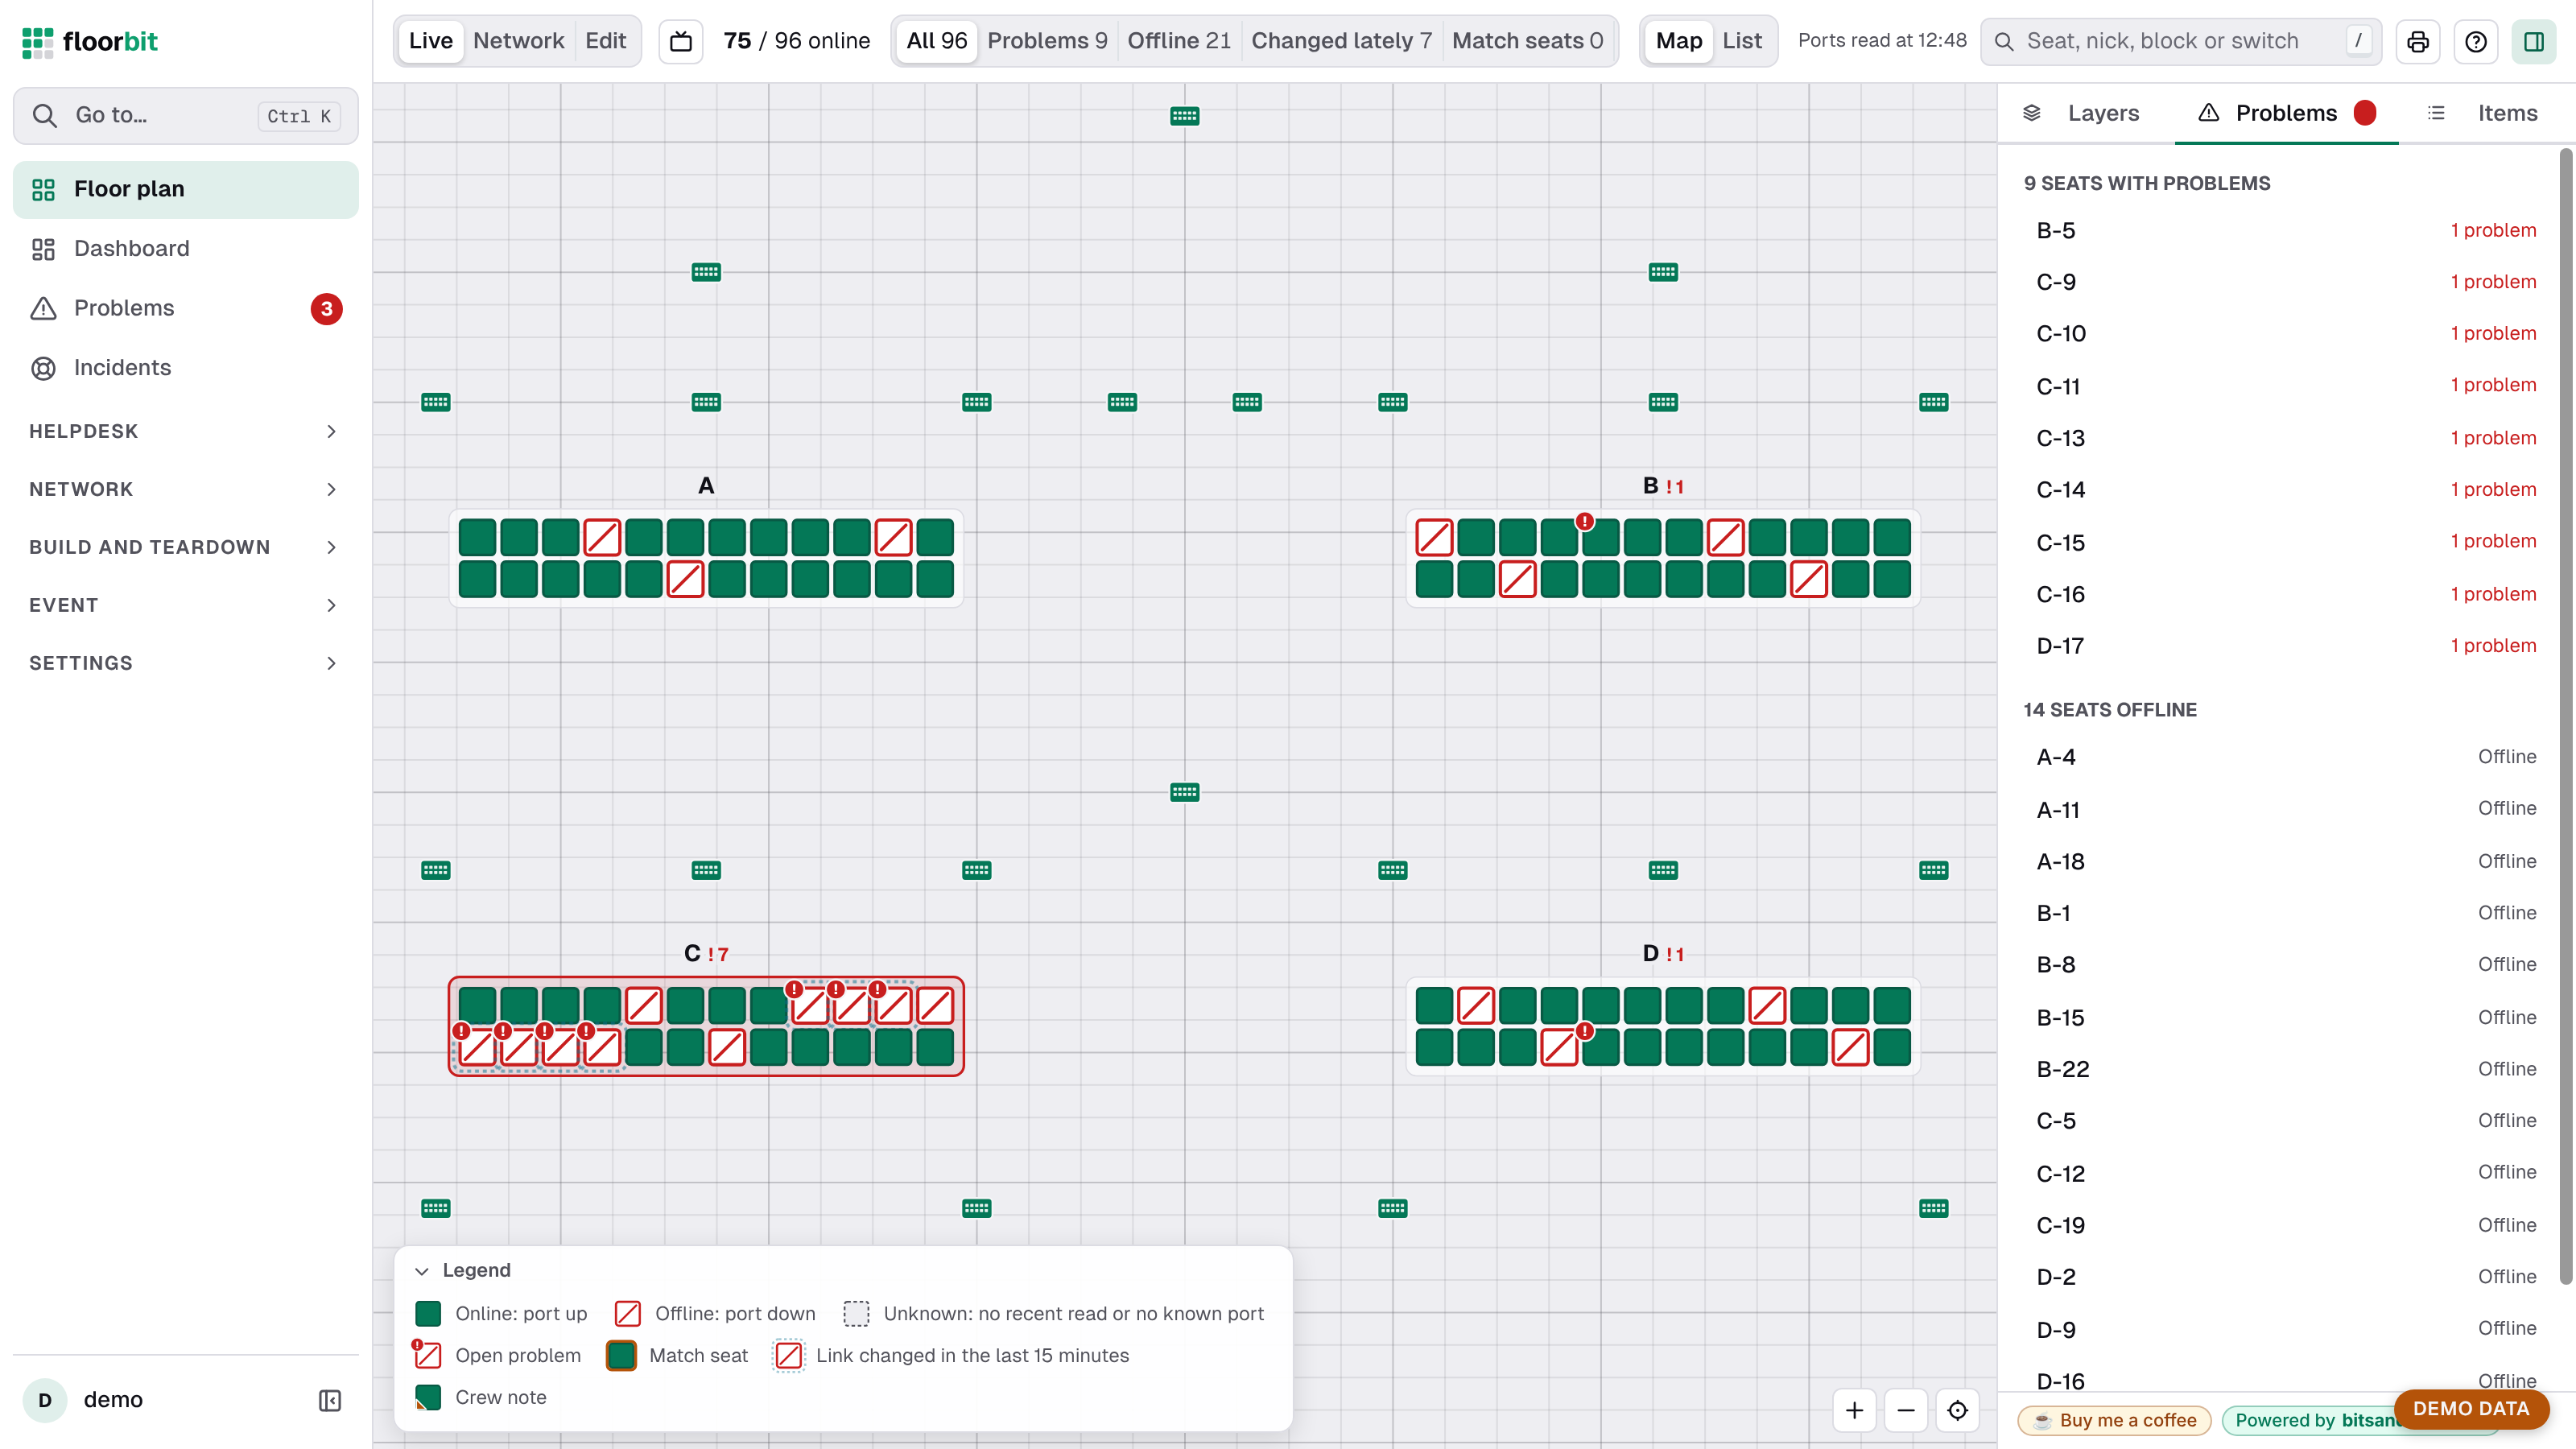 floorbit
Go to...
Ctrl K
Floor plan
Dashboard
Problems
3
Incidents
HELPDESK
NETWORK
BUILD AND TEARDOWN
EVENT
SETTINGS
D
demo
Live
Network
Edit
75 / 96 online
All 96
Problems 9
Offline 21
Changed lately 7
Match seats 0
Map
List
Ports read at 12:48
Seat, nick, block or switch
/
A
B !1
C !7
D !1
Legend
Online: port up
Offline: port down
Unknown: no recent read or no known port
Open problem
Match seat
Link changed in the last 15 minutes
Crew note
Layers
Problems
Items
9 SEATS WITH PROBLEMS
B-5 1 problem
C-9 1 problem
C-10 1 problem
C-11 1 problem
C-13 1 problem
C-14 1 problem
C-15 1 problem
C-16 1 problem
D-17 1 problem
14 SEATS OFFLINE
A-4 Offline
A-11 Offline
A-18 Offline
B-1 Offline
B-8 Offline
B-15 Offline
B-22 Offline
C-5 Offline
C-12 Offline
C-19 Offline
D-2 Offline
D-9 Offline
D-16 Offline
Buy me a coffee
Powered by
DEMO DATA